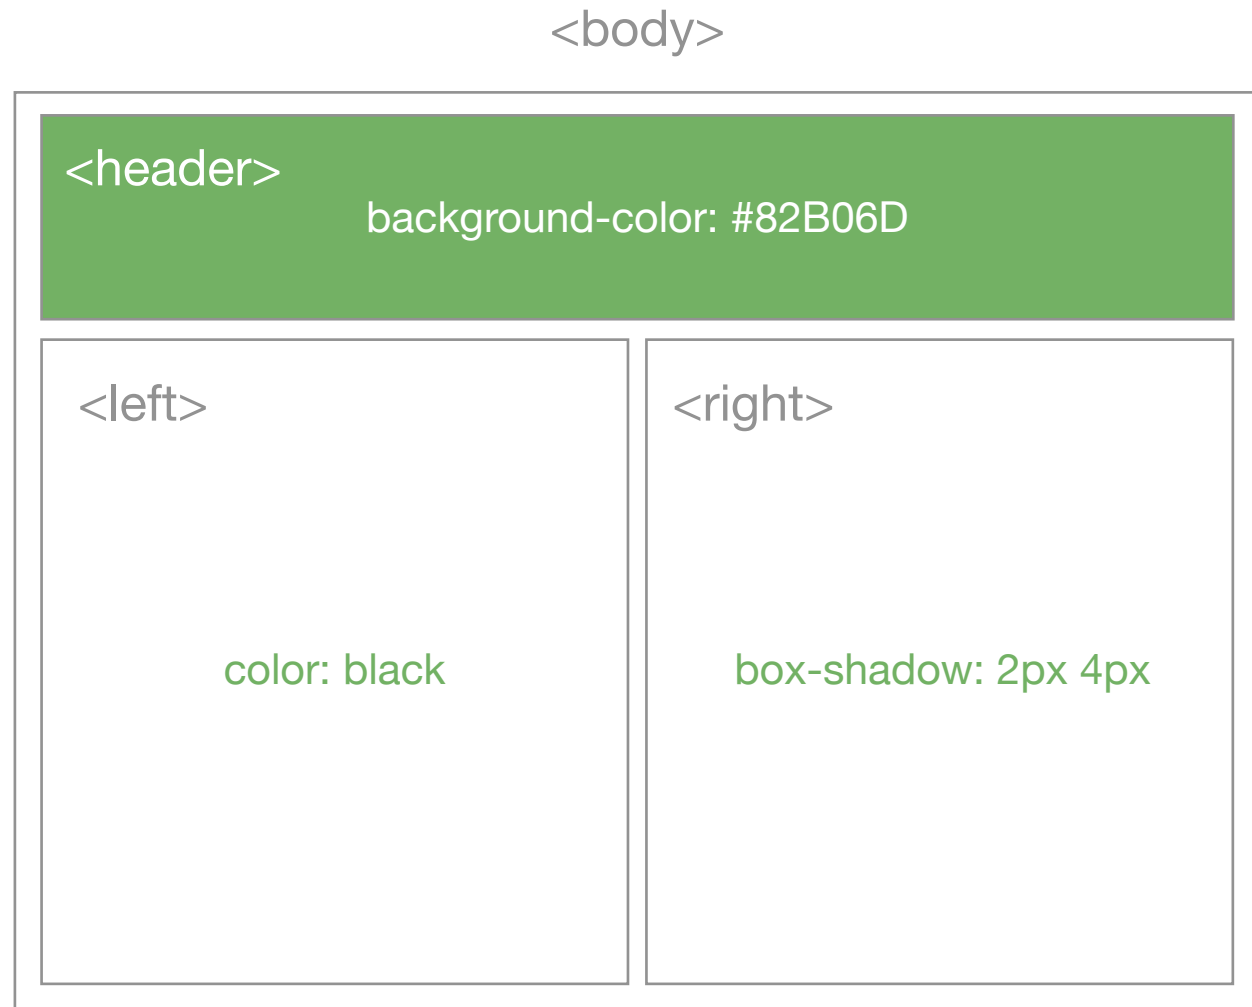 <body>
<header>
background-color: #82B06D
<left>
<right>
color: black
box-shadow: 2px 4px